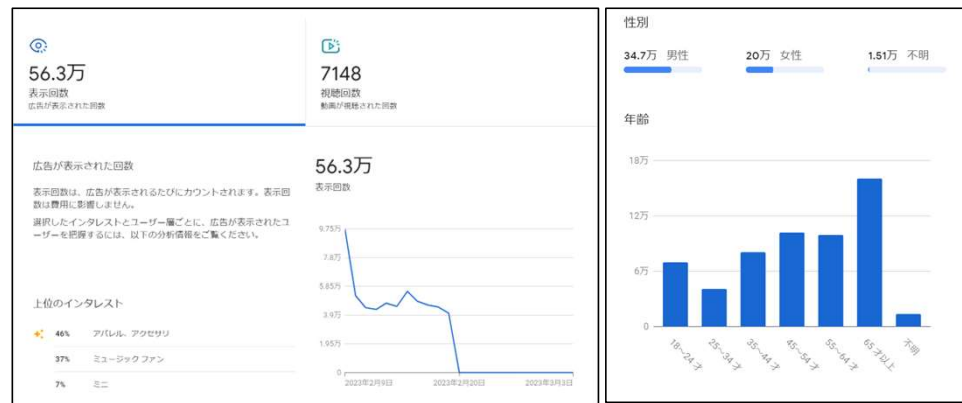 56.3万
表示回数
広告が表示された回数
7148
視聴回数
動画が視聴された回数
広告が表示された回数
表示回数は、広告が表示されるたびにカウントされます。表示回
数は費用に影響しません。
選択したインタレストとユーザー層ごとに、広告が表示されたユ
ーザーを把握するには、以下の分析情報をご覧ください。
上位のインタレスト
46% アパレル、アクセサリ
37% ミュージック ファン
7% ミニ
56.3万
表示回数
9.75万
7.8万
5.85万
3.9万
1.95万
0
2023年2月9日 2023年2月20日 2023年3月3日
性別
34.7万 男性 20万 女性 1.51万 不明
年齢
18万
12万
6万
0
18~24 才 25~34 才 35~44 才 45~54 才 55~64 才 65 才以上 不明